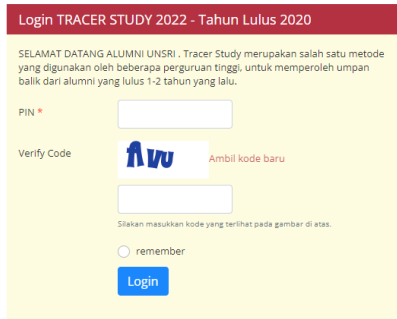 Login TRACER STUDY 2022 - Tahun Lulus 2020
SELAMAT DATANG ALUMNI UNSRI . Tracer Study merupakan salah satu metode
yang digunakan oleh beberapa perguruan tinggi, untuk memperoleh umpan
balik dari alumni yang lulus 1-2 tahun yang lalu.
PIN *
Verify Code
Ambil kode baru
Silakan masukkan kode yang terlihat pada gambar di atas.
remember
Login